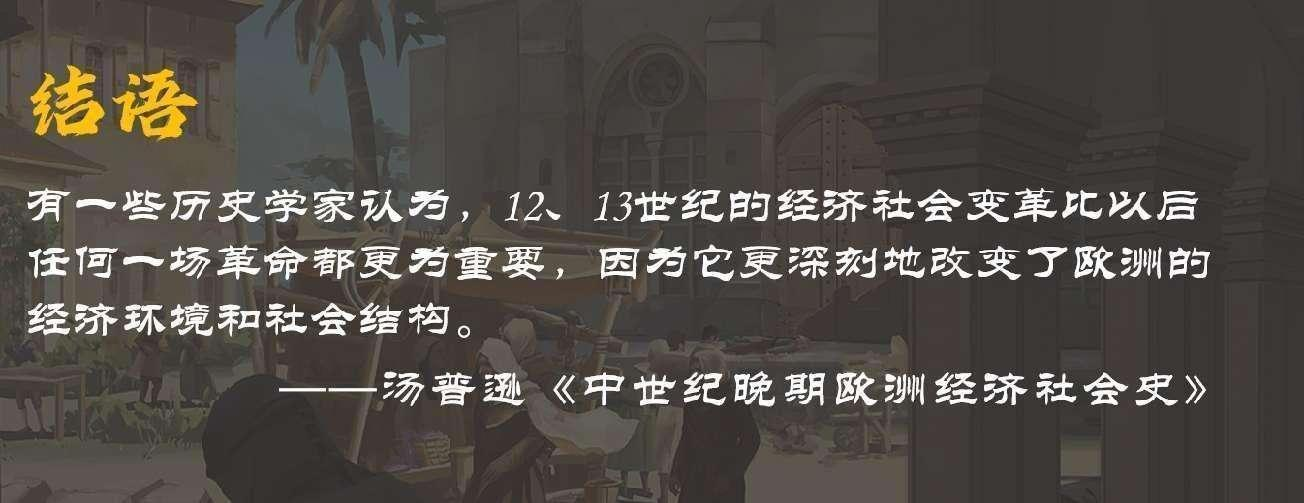 结语
有一些历史学家认为，12、13世纪的经济社会变革比以后
任何一场革命都更为重要，因为它更深刻地改变了欧洲的
经济环境和社会结构。
——汤普逊《中世纪晚期欧洲经济社会史》